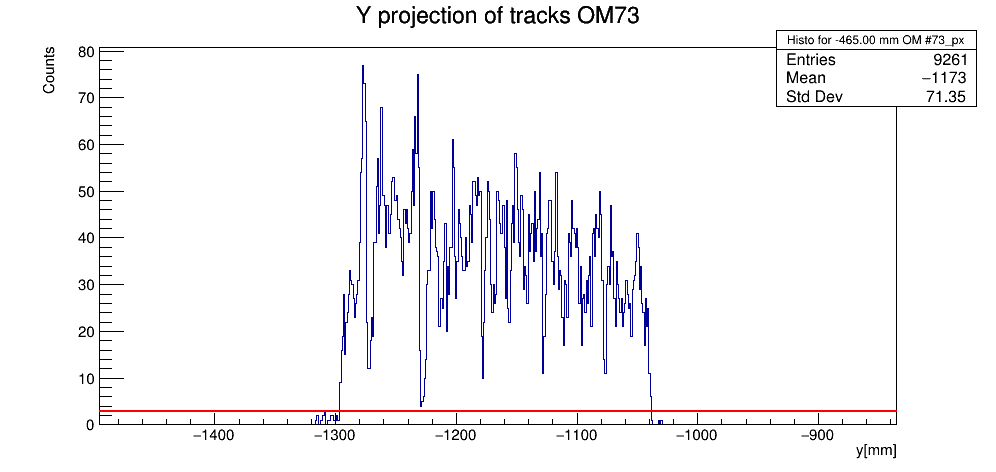 Y projection of tracks OM73
Histo for -465.00 mm OM #73_px
Entries 9261
Mean −1173
Std Dev 71.35
Counts
80
70
60
50
40
30
20
10
0
−1400 −1300 −1200 −1100 −1000 −900
y[mm]